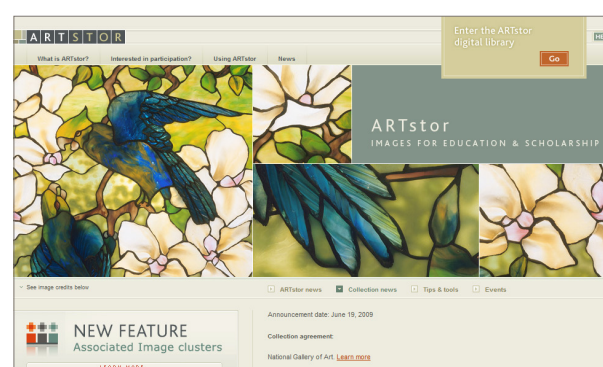 ARTSTOR
Enter the ARTstor
digital library
Go
What is ARTstor?
Interested in participation?
Using ARTstor
News
ARTstor
IMAGES FOR EDUCATION & SCHOLARSHIP
See image credits below
ARTstor news
Collection news
Tips & tools
Events
Announcement date: June 19, 2009
Collection agreement:
National Gallery of Art. Learn more
NEW FEATURE
Associated Image clusters